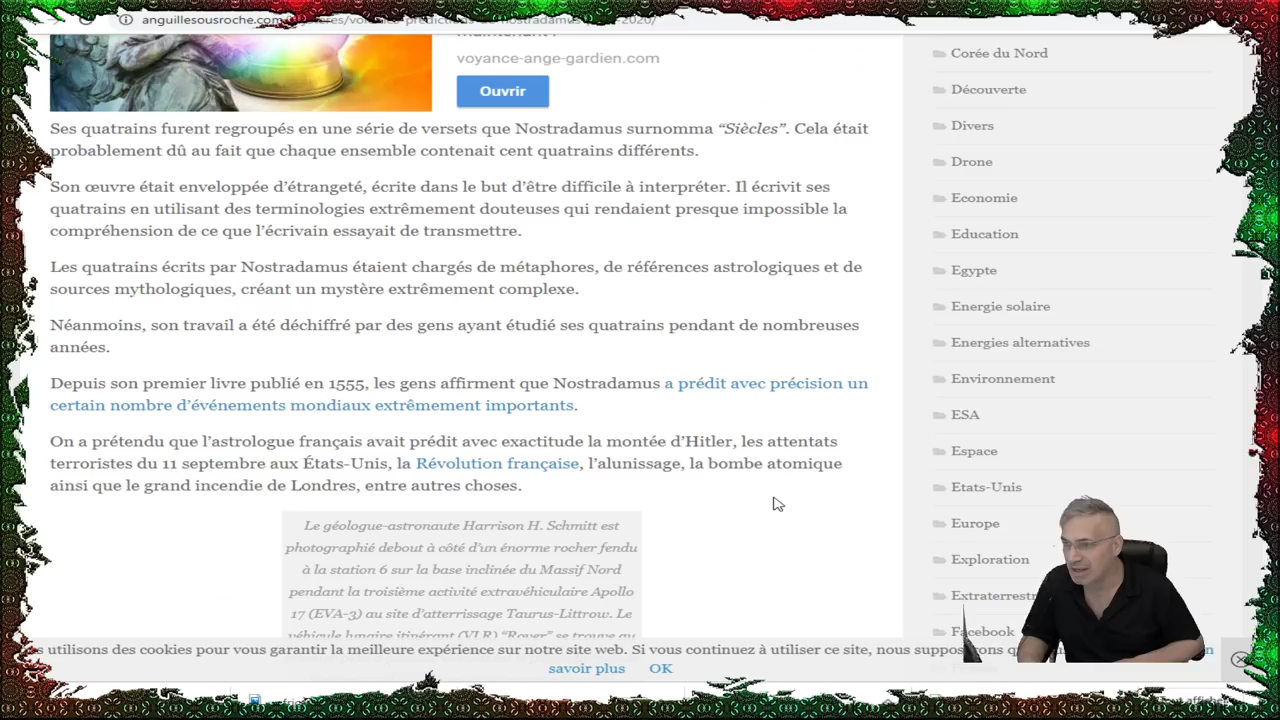 anguillesousroche.com
voyance-ange-gardien.com
Ouvrir
Ses quatrains furent regroupés en une série de versets que Nostradamus surnomma “Siècles”. Cela était
probablement dû au fait que chaque ensemble contenait cent quatrains différents.
Son œuvre était enveloppée d’étrangeté, écrite dans le but d’être difficile à interpréter. Il écrivit ses
quatrains en utilisant des terminologies extrêmement douteuses qui rendaient presque impossible la
compréhension de ce que l’écrivain essayait de transmettre.
Les quatrains écrits par Nostradamus étaient chargés de métaphores, de références astrologiques et de
sources mythologiques, créant un mystère extrêmement complexe.
Néanmoins, son travail a été déchiffré par des gens ayant étudié ses quatrains pendant de nombreuses
années.
Depuis son premier livre publié en 1555, les gens affirment que Nostradamus a prédit avec précision un
certain nombre d’événements mondiaux extrêmement importants.
On a prétendu que l’astrologue français avait prédit avec exactitude la montée d’Hitler, les attentats
terroristes du 11 septembre aux États-Unis, la Révolution française, l’alunissage, la bombe atomique
ainsi que le grand incendie de Londres, entre autres choses.
Le géologue-astronaute Harrison H. Schmitt est
photographié debout à côté d’un énorme rocher fendu
à la station 6 sur la base inclinée du Massif Nord
pendant la troisième activité extravéhiculaire Apollo
17 (EVA-3) au site d’atterrissage Taurus-Littrow. Le
véhicule lunaire itinérant (VLR) “Rover” se trouve au
Corée du Nord
Découverte
Divers
Drone
Economie
Education
Egypte
Energie solaire
Energies alternatives
Environnement
ESA
Espace
Etats-Unis
Europe
Exploration
Extraterrestr
Facebook
utilisons des cookies pour vous garantir la meilleure expérience sur notre site web. Si vous continuez à utiliser ce site, nous
savoir plus
OK